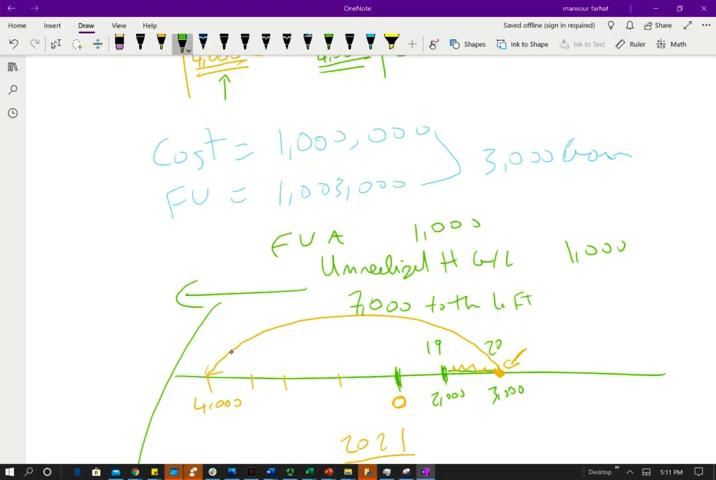 OneNote
mansour farhat
Home Insert Draw View Help
Saved offline (sign in required) Share
Shapes Ink to Shape Ink to Text Ruler Math
4,000
Cost = 1,000,000
FV = 1,003,000
3,000
FVA 1,000
Unrealized H G/L 1,000
7,000 to the left
19 20
4,000 0 2,000 3,000
2021
Desktop 5:11 PM